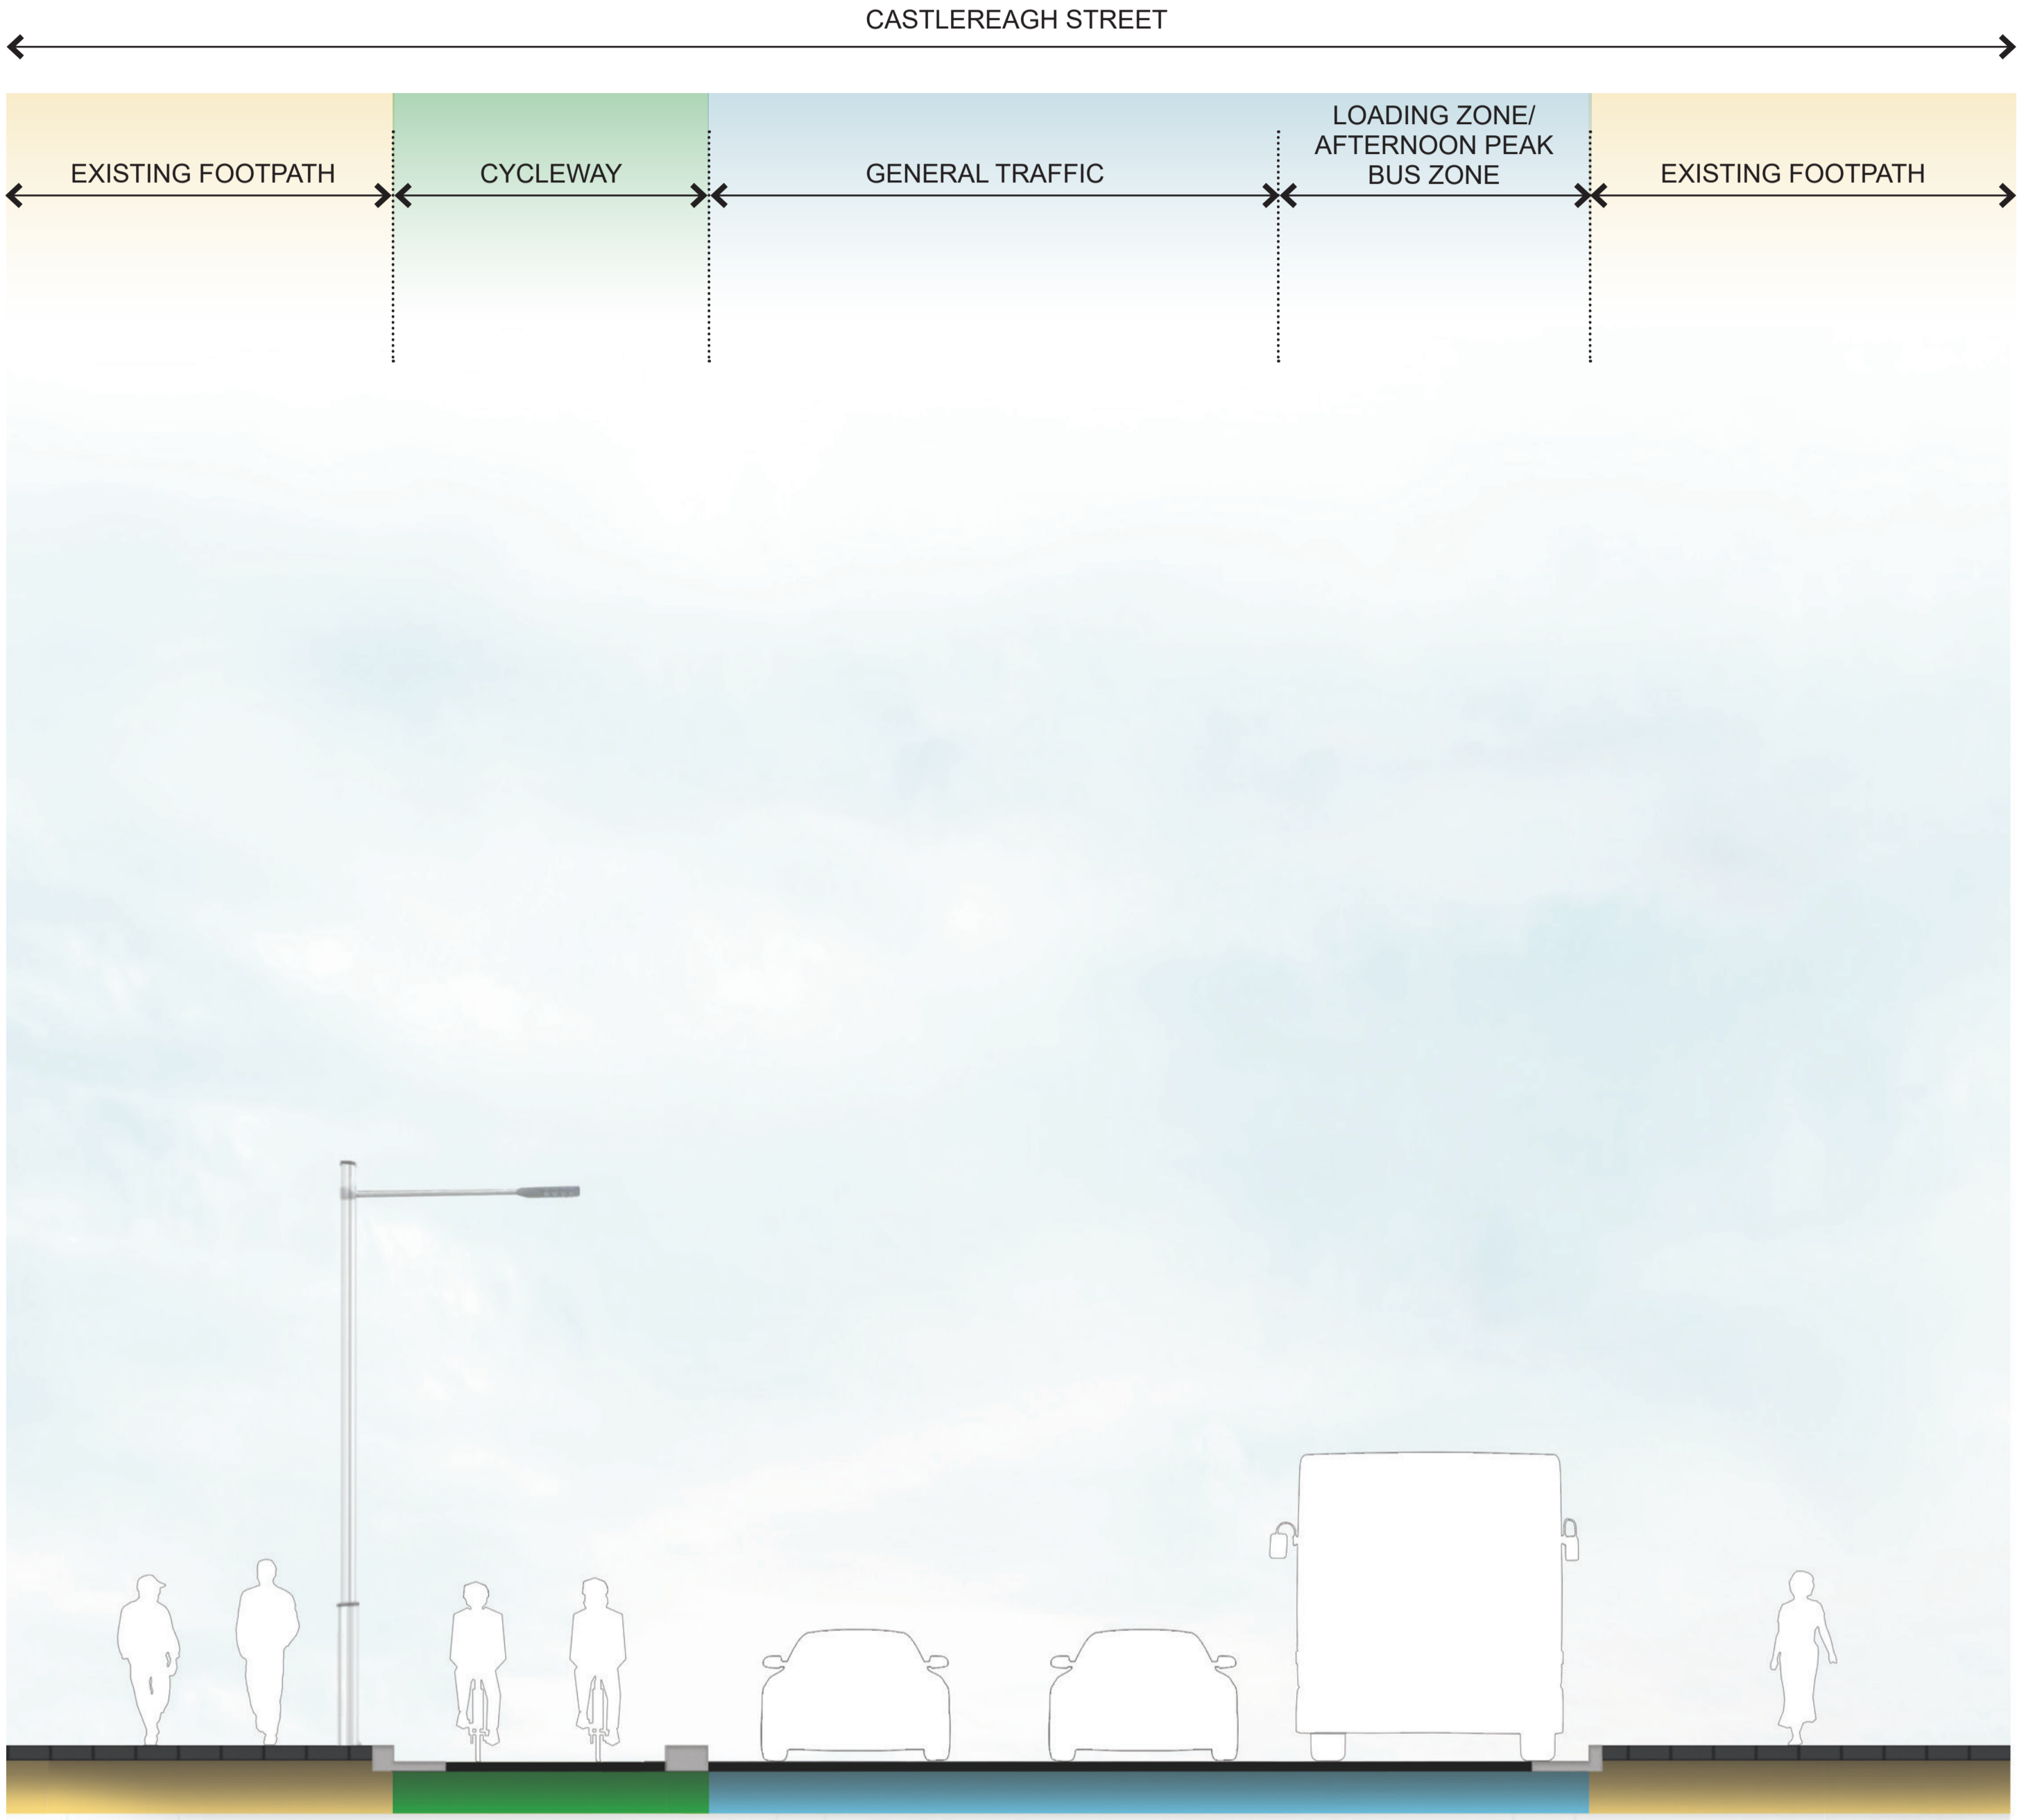 CASTLEREAGH STREET
EXISTING FOOTPATH
CYCLEWAY
GENERAL TRAFFIC
LOADING ZONE/
AFTERNOON PEAK
BUS ZONE
EXISTING FOOTPATH